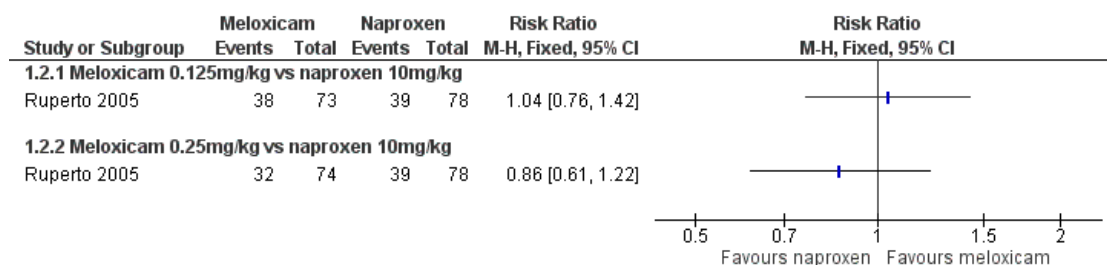 Meloxicam Naproxen Risk Ratio Risk Ratio
Study or Subgroup Events Total Events Total M-H, Fixed, 95% CI M-H, Fixed, 95% CI
1.2.1 Meloxicam 0.125mg/kg vs naproxen 10mg/kg
Ruperto 2005 38 73 39 78 1.04 [0.76, 1.42]
1.2.2 Meloxicam 0.25mg/kg vs naproxen 10mg/kg
Ruperto 2005 32 74 39 78 0.86 [0.61, 1.22]
0.5 0.7 1 1.5 2
Favours naproxen Favours meloxicam